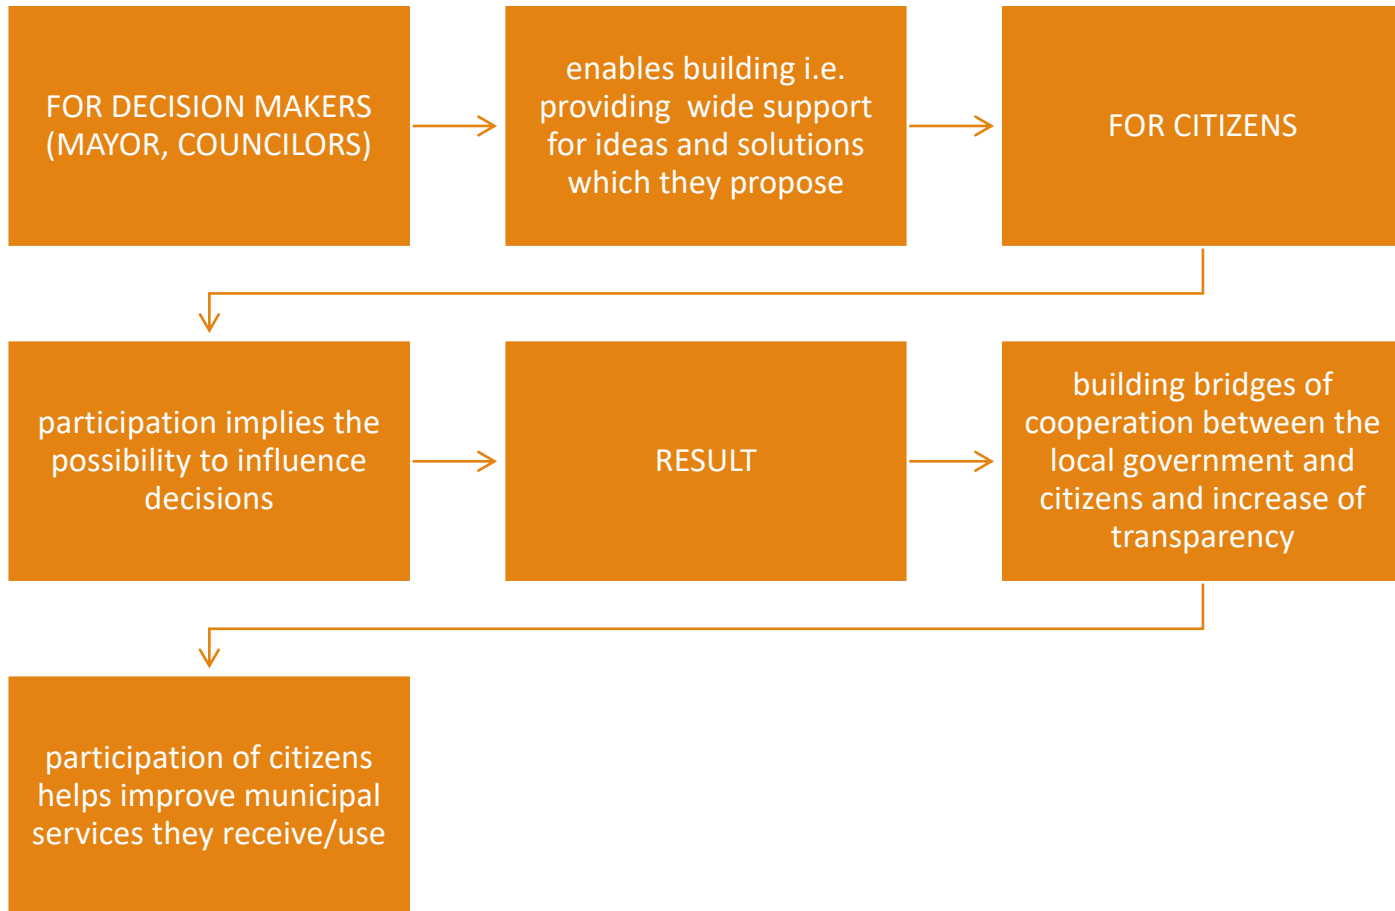 FOR DECISION MAKERS
(MAYOR, COUNCILORS)
enables building i.e.
providing  wide support
for ideas and solutions
which they propose
FOR CITIZENS
participation implies the
possibility to influence
decisions
RESULT
building bridges of
cooperation between the
local government and
citizens and increase of
transparency
participation of citizens
helps improve municipal
services they receive/use